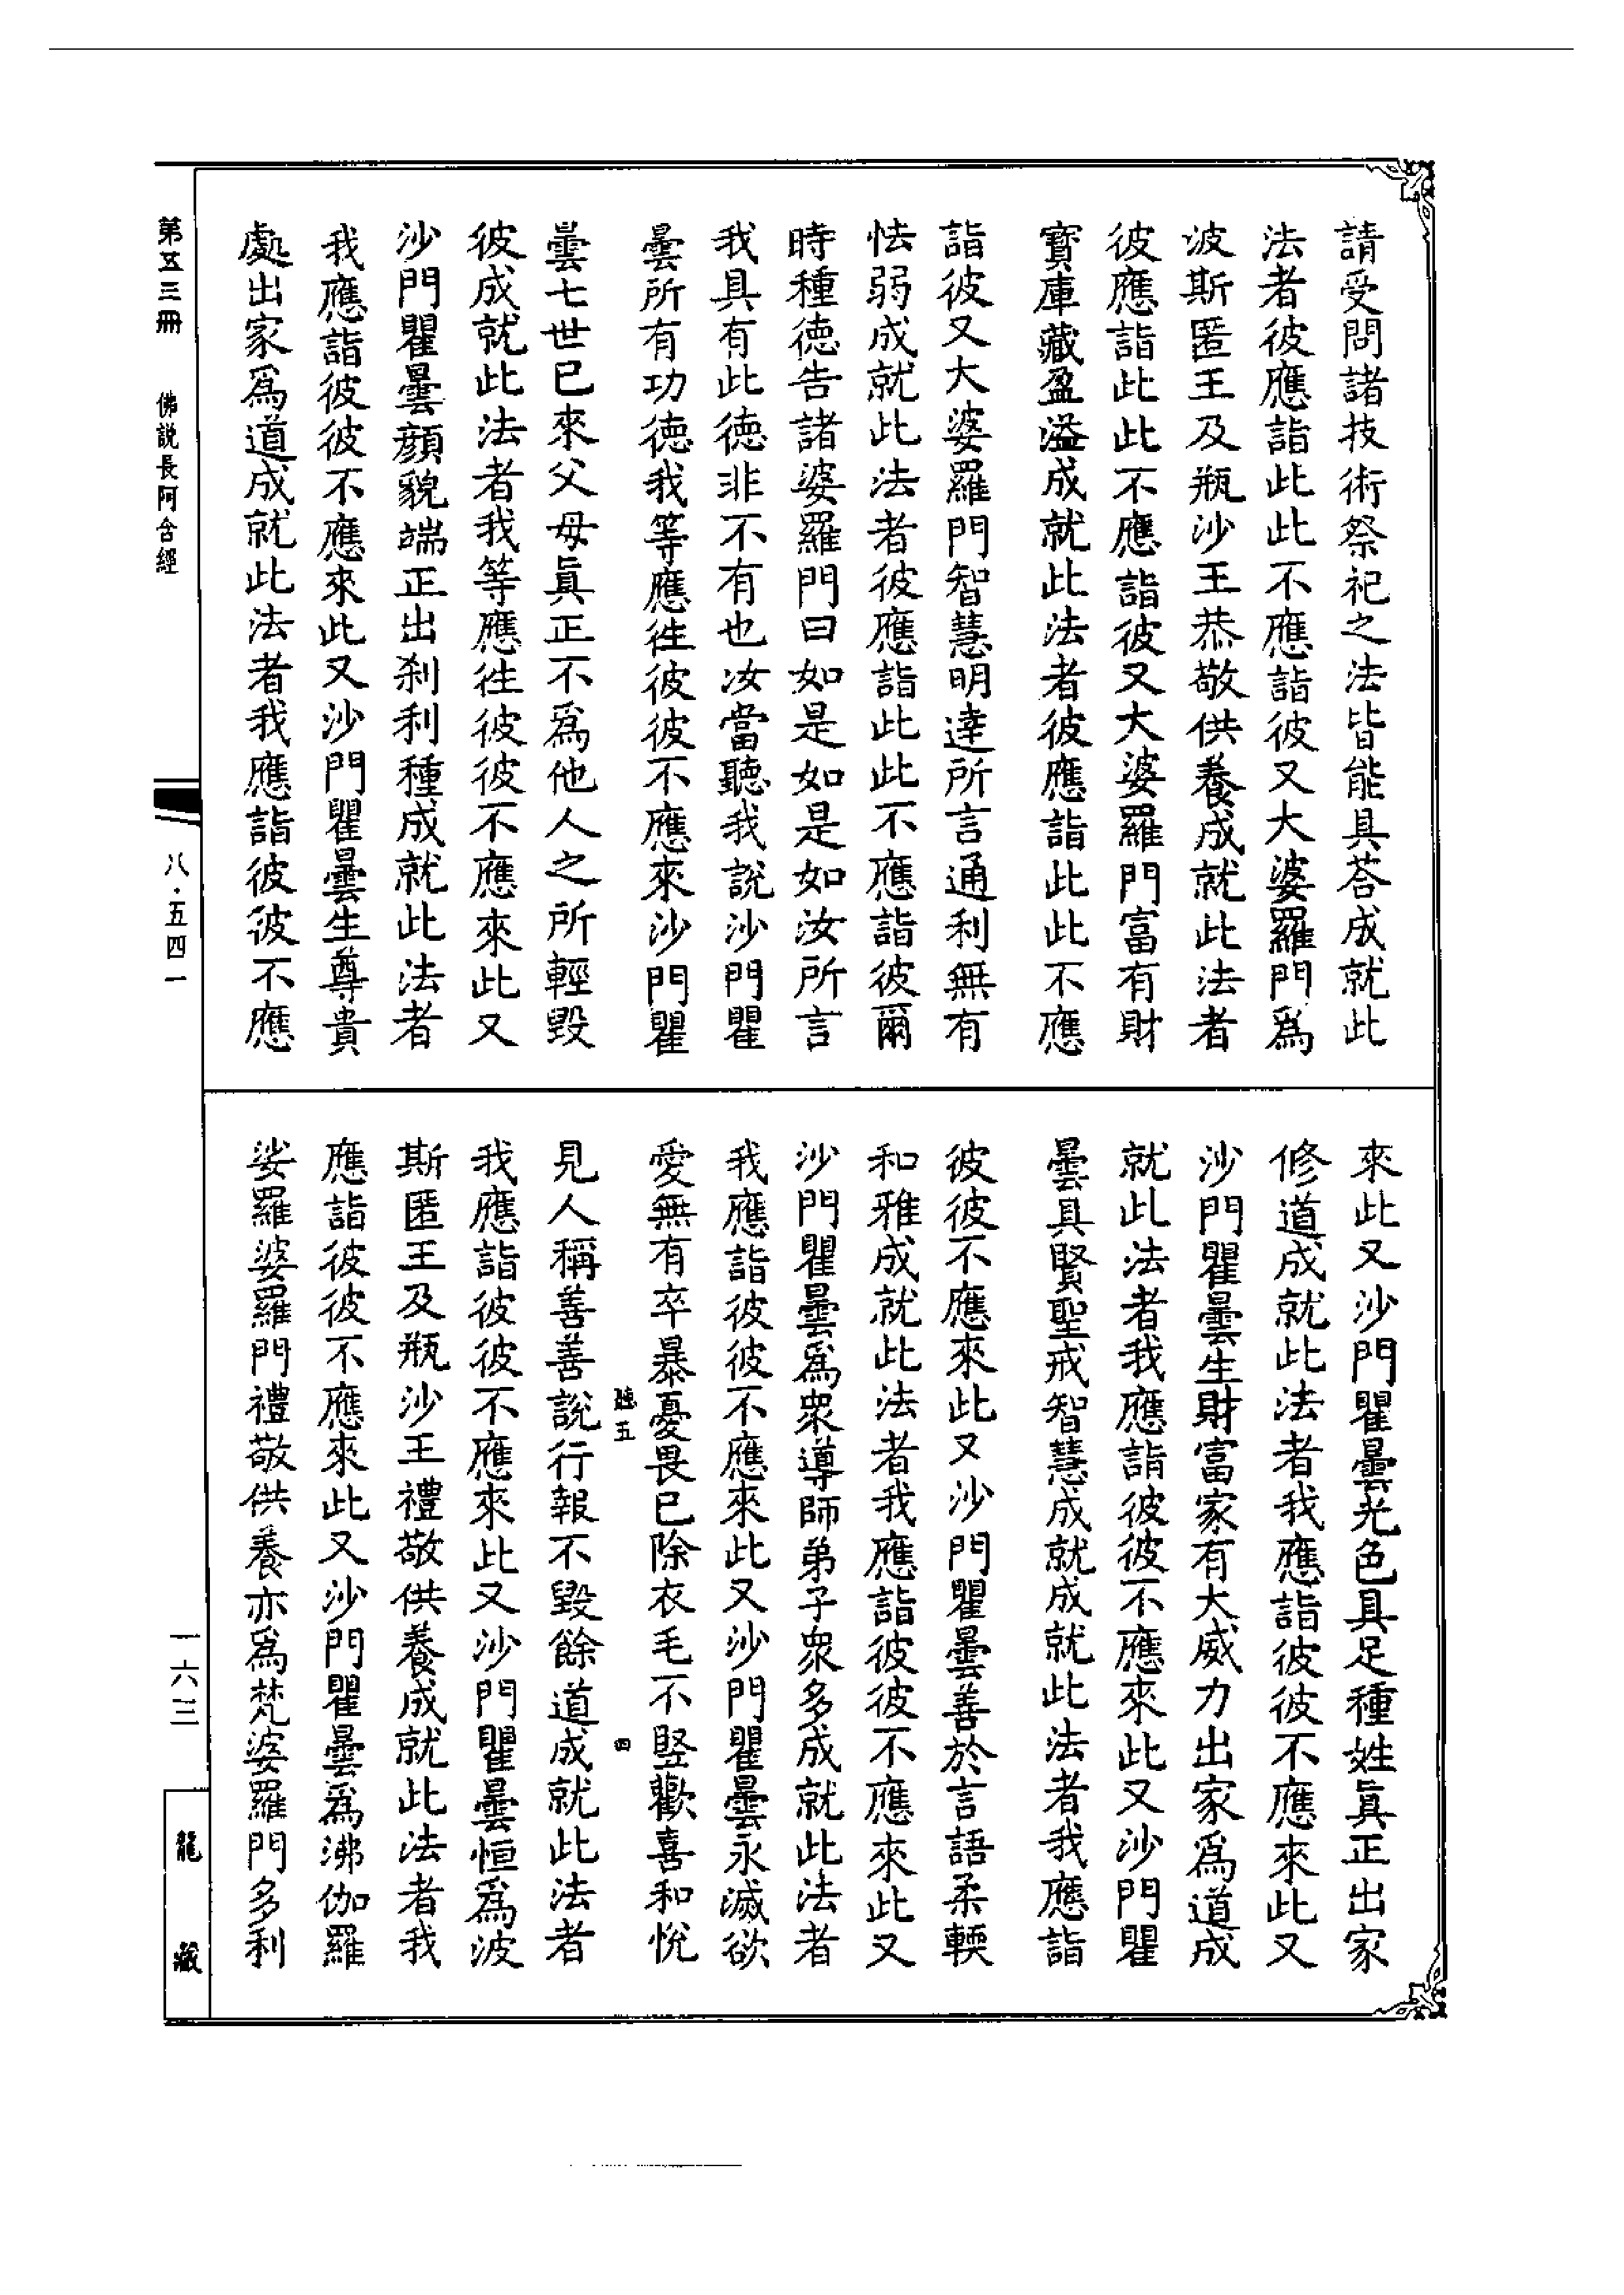 請受問諸技術祭祀之法皆能具荅成就此
法者彼應詣此此不應詣彼又大婆羅門爲
波斯匿王及瓶沙王恭敬供養成就此法者
彼應詣此此不應詣彼又大婆羅門富有財
寳庫藏盈溢成就此法者彼應詣此此不應
詣彼又大婆羅門智慧明達所言通利無有
怯弱成就此法者彼應詣此此不應詣彼爾
時種德告諸婆羅門曰如是如是如汝所言
我具有此德非不有也汝當聽我說沙門瞿
曇所有功德我等應徃彼彼不應來沙門瞿
曇七世已來父母眞正不爲他人之所輕毀
彼成就此法者我等應徃彼彼不應來此又
沙門瞿曇顔貌端正出刹利種成就此法者
我應詣彼彼不應來此又沙門瞿曇生尊貴
處出家爲道成就此法者我應詣彼彼不應
來此又沙門瞿曇光色具足種姓眞正出家
修道成就此法者我應詣彼彼不應來此又
沙門瞿曇生財富家有大威力出家爲道成
就此法者我應詣彼彼不應來此又沙門瞿
曇具賢聖戒智慧成就成就此法者我應詣
彼彼不應來此又沙門瞿曇善於言語柔輭
和雅成就此法者我應詣彼彼不應來此又
沙門瞿曇爲衆導師弟子衆多成就此法者
我應詣彼彼不應來此又沙門瞿曇永滅欲
愛無有卒暴憂畏已除衣毛不竪歡喜和悅
五 四
見人稱善善說行報不毀餘道成就此法者
我應詣彼彼不應來此又沙門瞿曇恒爲波
斯匿王及瓶沙王禮敬供養成就此法者我
應詣彼彼不應來此又沙門瞿曇爲沸伽羅
娑羅婆羅門禮敬供養亦爲梵婆羅門多利
第五三冊 佛說長阿含經
八·五四一
一六三
龍藏